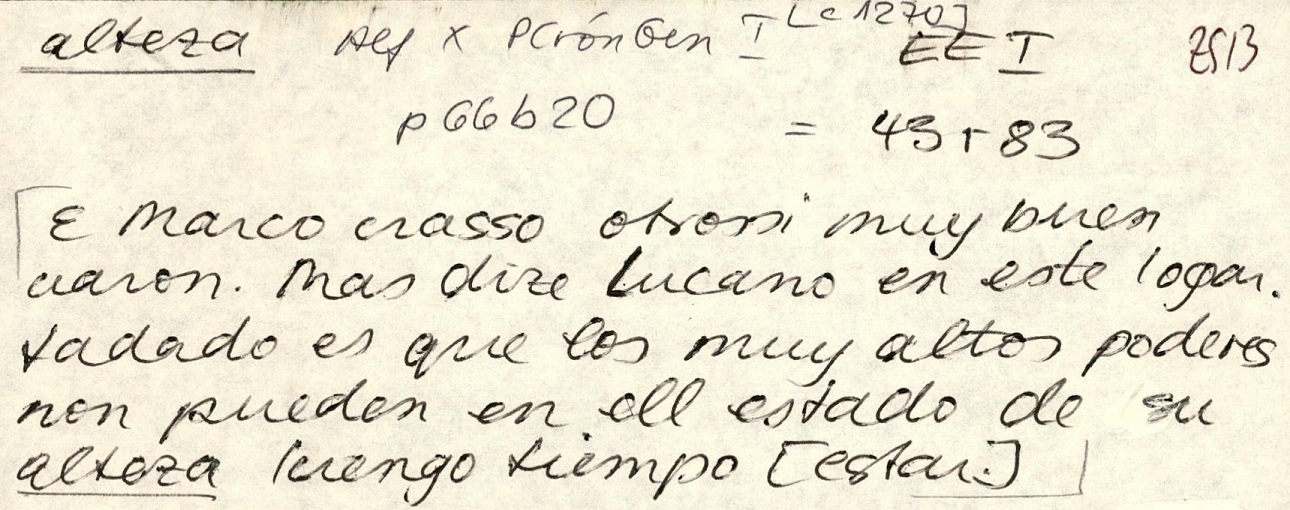 alteza Alf X PCrónGen I [c 1270] EE I 2513
p 66b20 = 43r83
E Marco crasso otrossi muy buen
uaron. Mas dize Lucano en este logar.
dadado es que los muy altos poderes
non pueden en ell estado de su
alteza luengo tiempo [estar.]